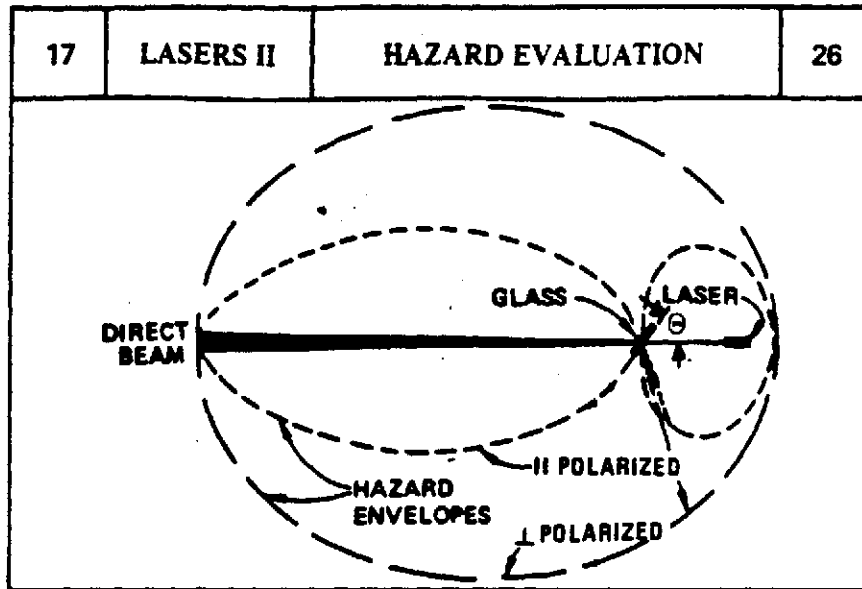 17 LASERS II HAZARD EVALUATION 26
GLASS
LASER
Θ
DIRECT
BEAM
II POLARIZED
HAZARD
ENVELOPES
⊥ POLARIZED